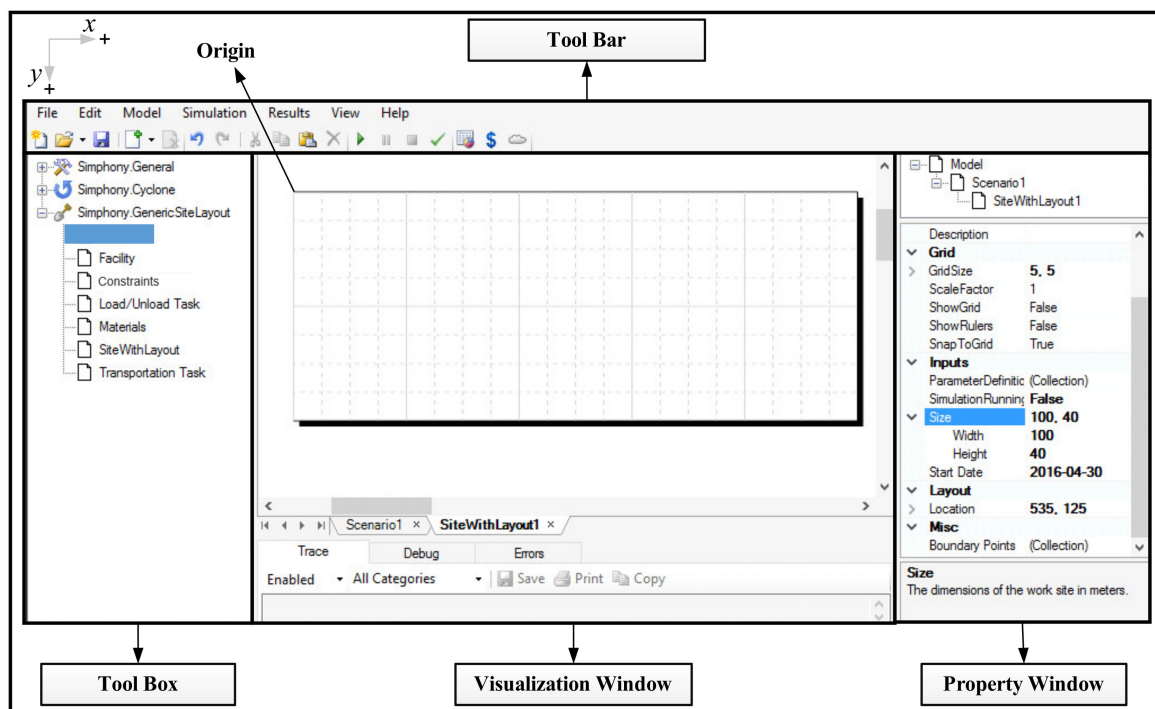 x
+
y
+
Origin
Tool Bar
File Edit Model Simulation Results View Help
$
Simphony.General
Simphony.Cyclone
Simphony.GenericSiteLayout
Facility
Constraints
Load/Unload Task
Materials
SiteWithLayout
Transportation Task
Scenario1 × SiteWithLayout1 ×
Trace Debug Errors
Enabled All Categories Save Print Copy
Model
Scenario1
SiteWithLayout1
Description
Grid
GridSize 5, 5
ScaleFactor 1
ShowGrid False
ShowRulers False
SnapToGrid True
Inputs
ParameterDefinitic (Collection)
SimulationRunning False
Size 100, 40
Width 100
Height 40
Start Date 2016-04-30
Layout
Location 535, 125
Misc
Boundary Points (Collection)
Size
The dimensions of the work site in meters.
Tool Box
Visualization Window
Property Window